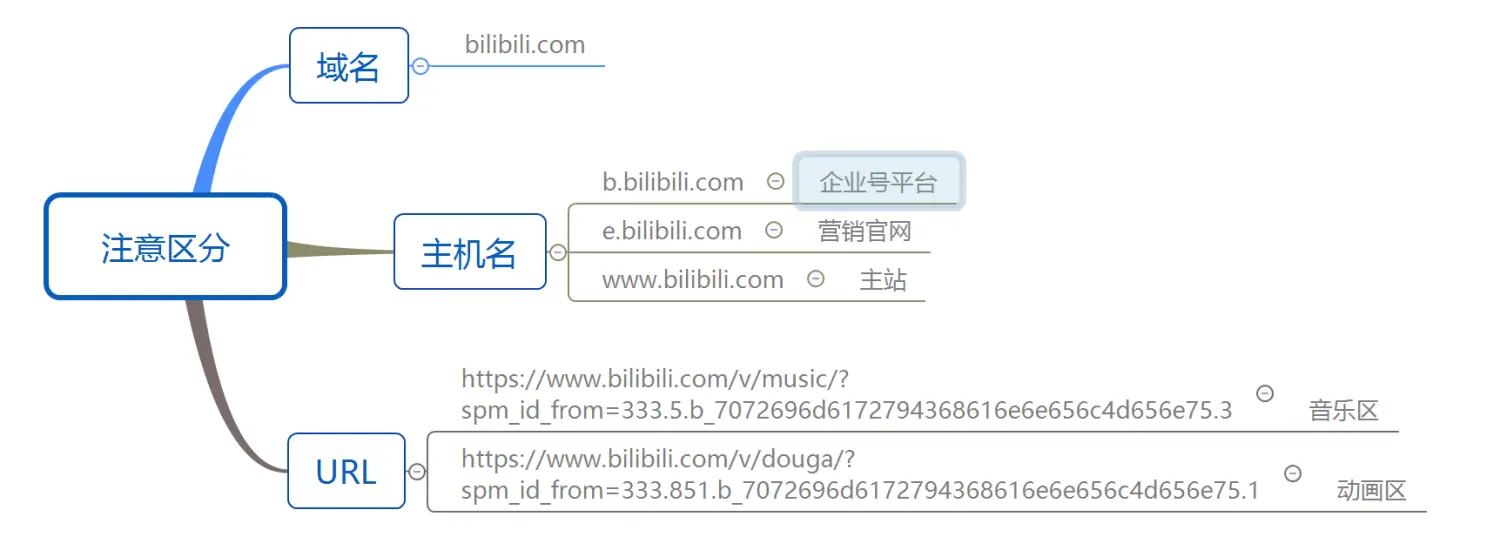 注意区分
域名
bilibili.com
主机名
b.bilibili.com 企业号平台
e.bilibili.com 营销官网
www.bilibili.com 主站
URL
https://www.bilibili.com/v/music/?
spm_id_from=333.5.b_7072696d6172794368616e6e656c4d656e75.3 音乐区
https://www.bilibili.com/v/douga/?
spm_id_from=333.851.b_7072696d6172794368616e6e656c4d656e75.1 动画区